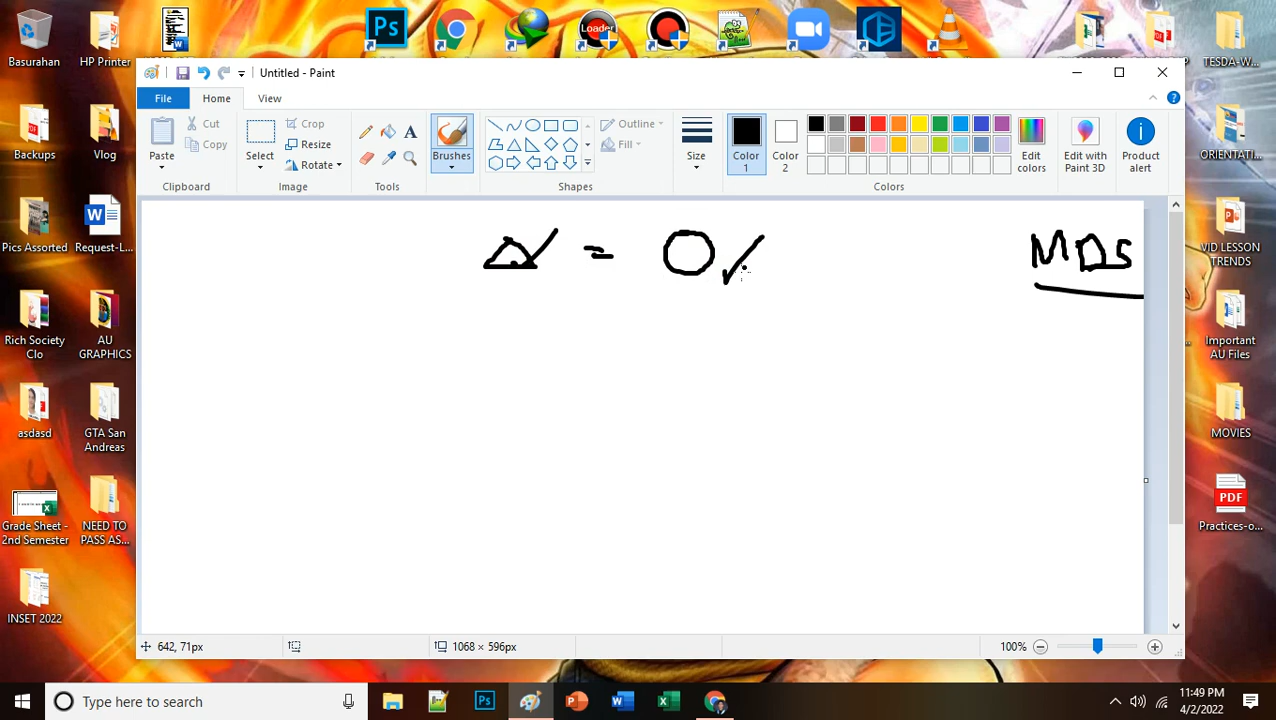 Basurahan
HP Printer
Loader
TESDA-W...
Untitled - Paint
File
Home
View
Paste
Cut
Copy
Clipboard
Select
Crop
Resize
Rotate
Image
Tools
Brushes
Outline
Fill
Shapes
Size
Color
1
Color
2
Edit
colors
Edit with
Paint 3D
Product
alert
Colors
Backups
Vlog
ORIENTATI...
Pics Assorted
Request-L...
= O
MDS
VID LESSON
TRENDS
Rich Society
Clo
AU
GRAPHICS
Important
AU Files
asdasd
GTA San
Andreas
MOVIES
Grade Sheet -
2nd Semester
NEED TO
PASS AS...
PDF
Practices-o...
INSET 2022
642, 71px
1068 × 596px
100%
Type here to search
11:49 PM
4/2/2022